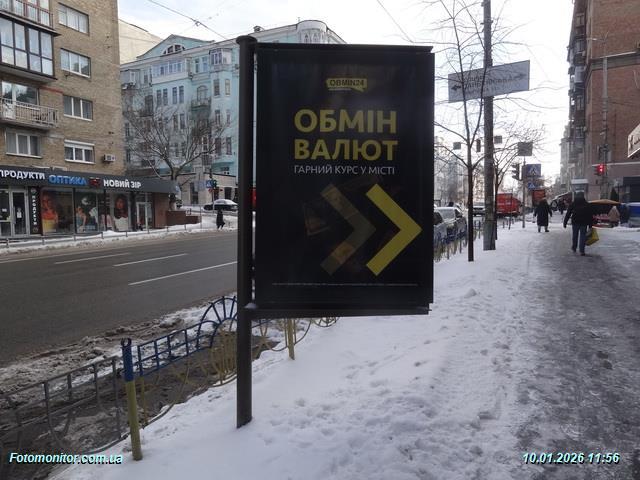 OBMIN24
ОБМІН
ВАЛЮТ
ГАРНИЙ КУРС У МІСТІ
ПРОДУКТИ
ОПТИКА
НОВИЙ ЗІР
Fotomonitor.com.ua
10.01.2026 11:56